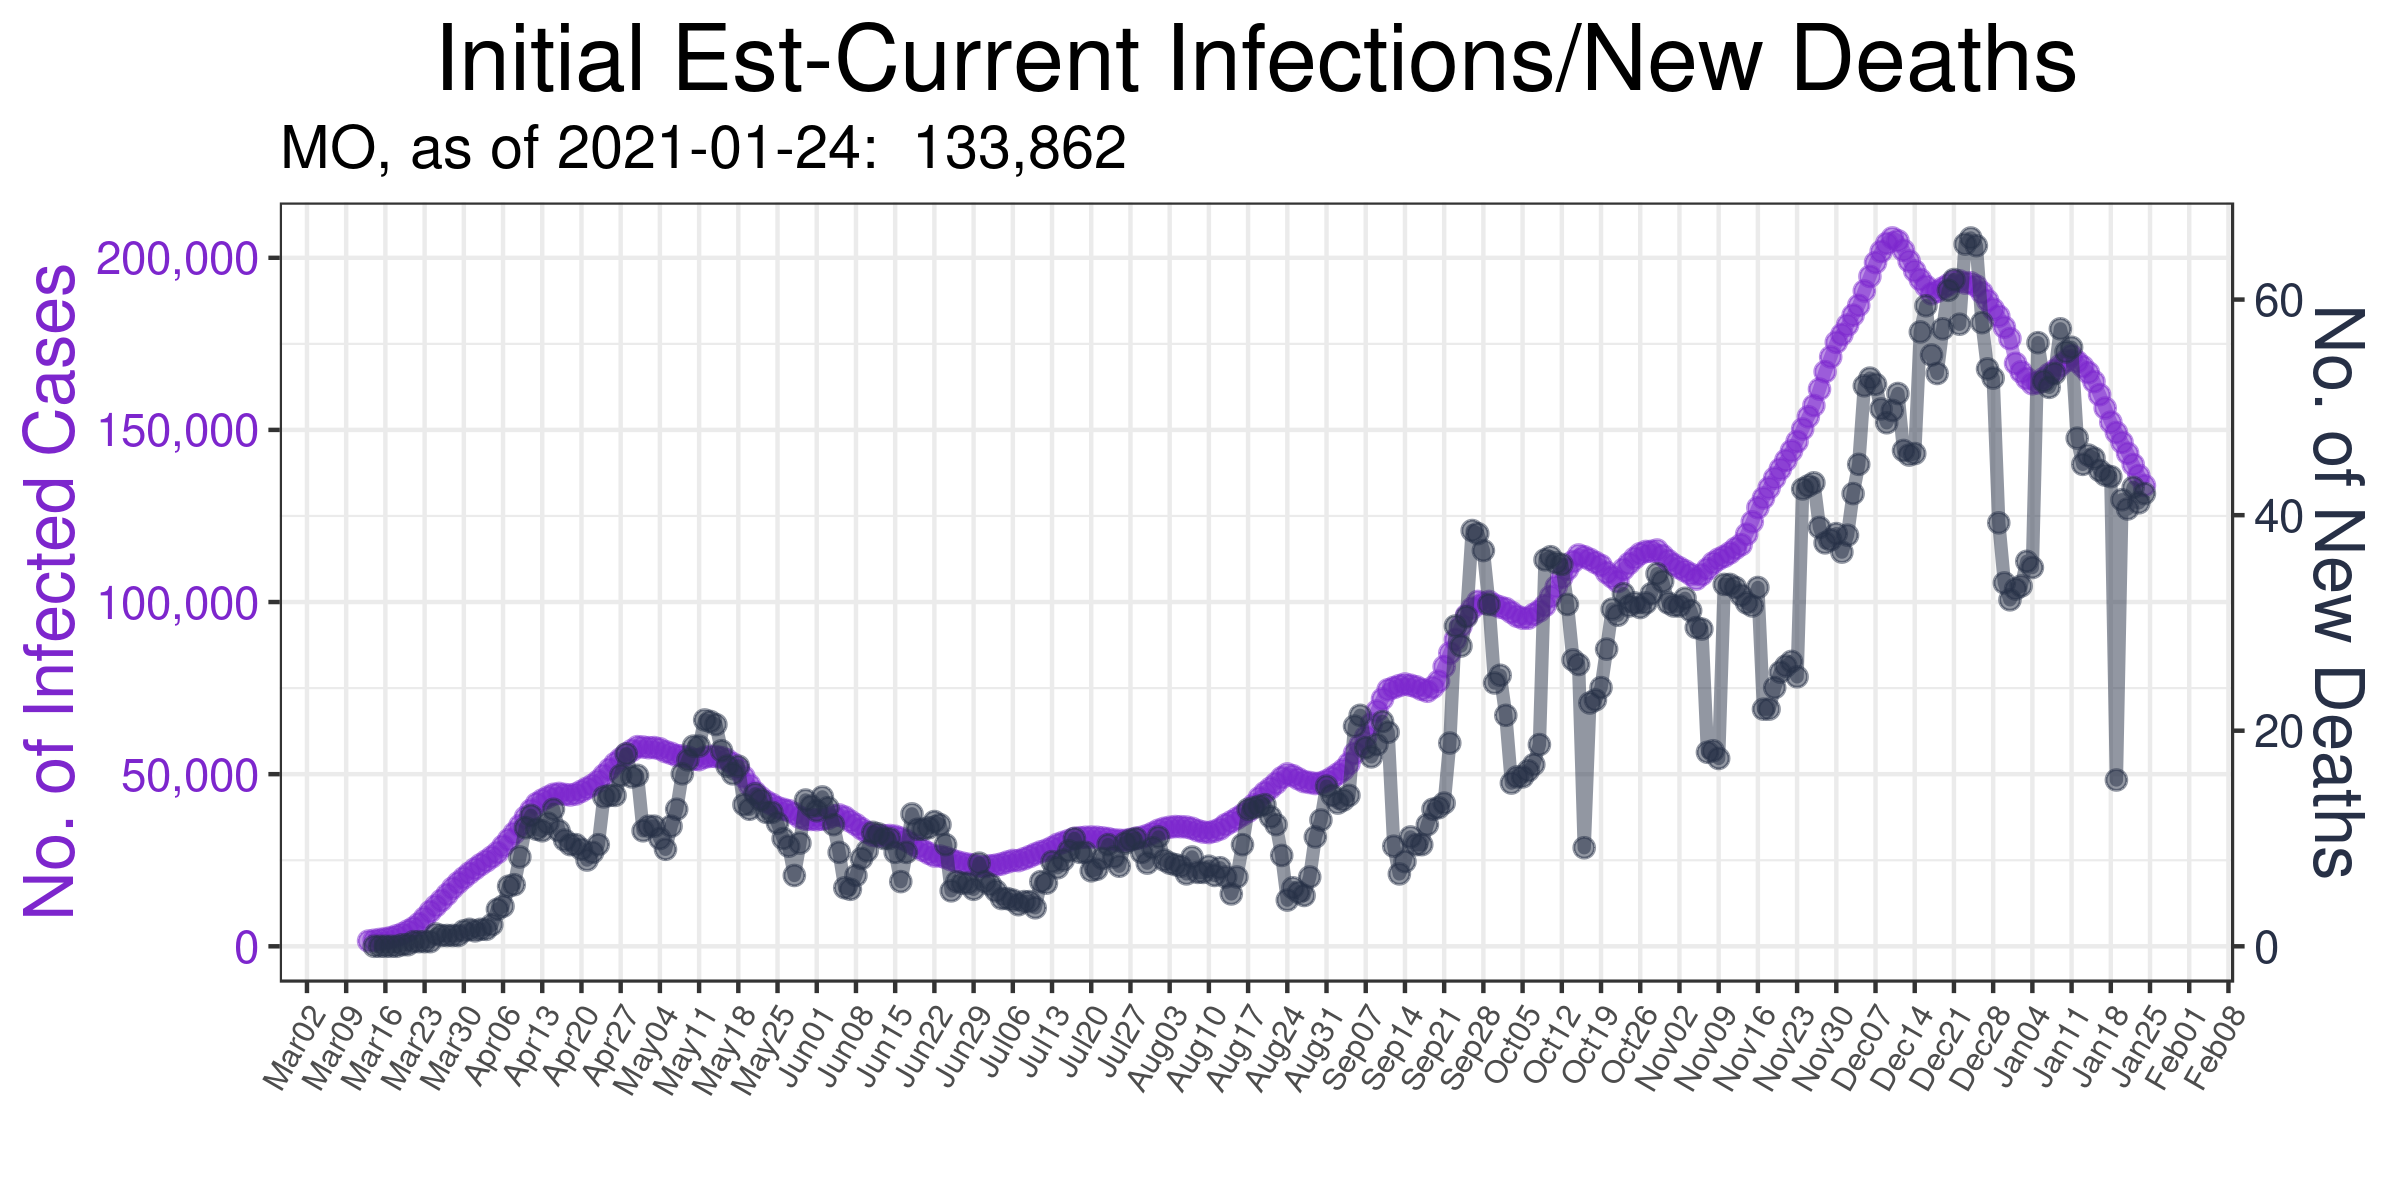 Initial Est-Current Infections/New Deaths
MO, as of 2021-01-24: 133,862
No. of Infected Cases
200,000
150,000
100,000
50,000
0
60
40
20
0
No. of New Deaths
Mar02
Mar09
Mar16
Mar23
Mar30
Apr06
Apr13
Apr20
Apr27
May04
May11
May18
May25
Jun01
Jun08
Jun15
Jun22
Jun29
Jul06
Jul13
Jul20
Jul27
Aug03
Aug10
Aug17
Aug24
Aug31
Sep07
Sep14
Sep21
Sep28
Oct05
Oct12
Oct19
Oct26
Nov02
Nov09
Nov16
Nov23
Nov30
Dec07
Dec14
Dec21
Dec28
Jan04
Jan11
Jan18
Jan25
Feb01
Feb08